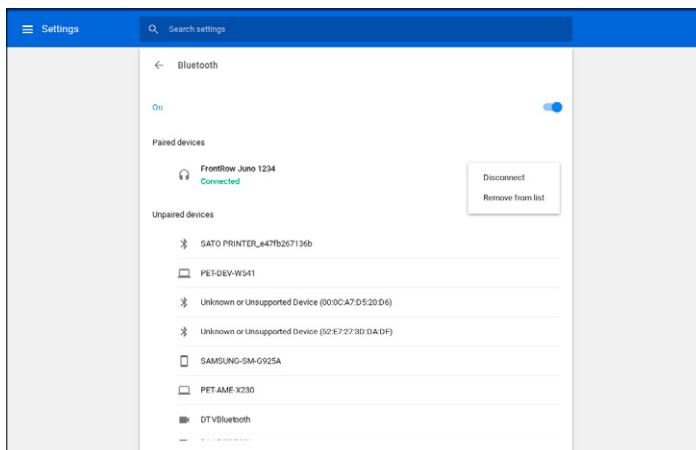 Settings
Search settings
Bluetooth
On
Paired devices
FrontRow Juno 1234
Connected
Disconnect
Remove from list
Unpaired devices
SATO PRINTER_e47fb267136b
PET-DEV-W541
Unknown or Unsupported Device (00:0C:A7:D5:20:D6)
Unknown or Unsupported Device (52:E7:27:3D:DA:DF)
SAMSUNG-SM-G925A
PET-AME-X230
DTVBluetooth